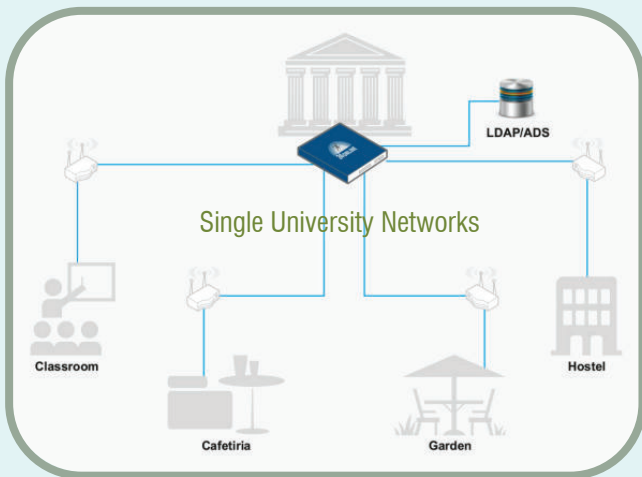 LDAP/ADS
Single University Networks
Classroom
Hostel
Cafetiria
Garden